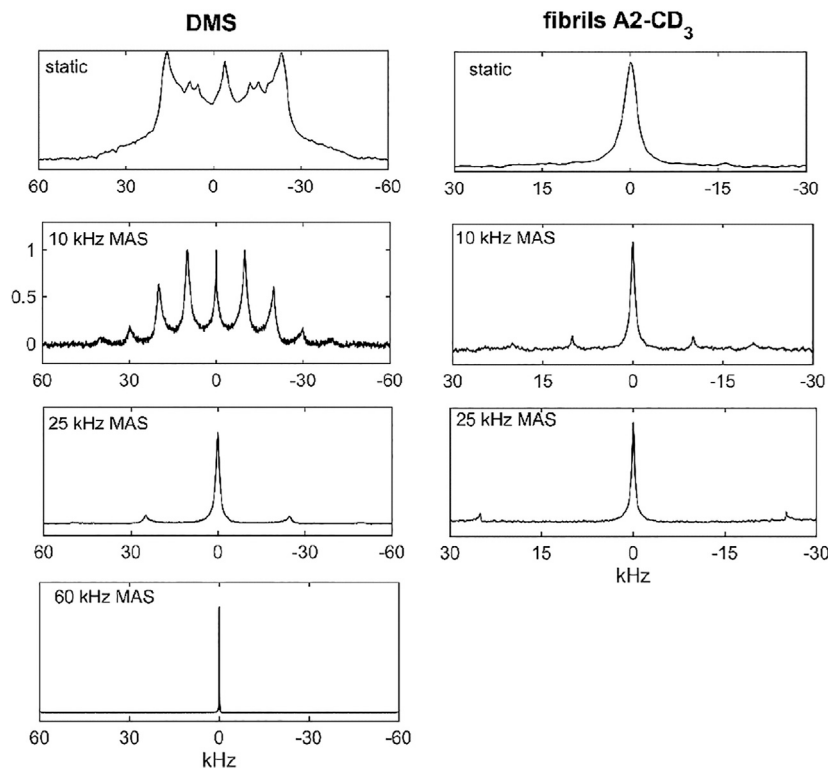 DMS
fibrils A2-CD3
static
60 30 0 -30 -60
static
30 15 0 -15 -30
10 kHz MAS
1
0.5
0
60 30 0 -30 -60
10 kHz MAS
30 15 0 -15 -30
25 kHz MAS
60 30 0 -30 -60
25 kHz MAS
30 15 0 -15 -30
kHz
60 kHz MAS
60 30 0 -30 -60
kHz